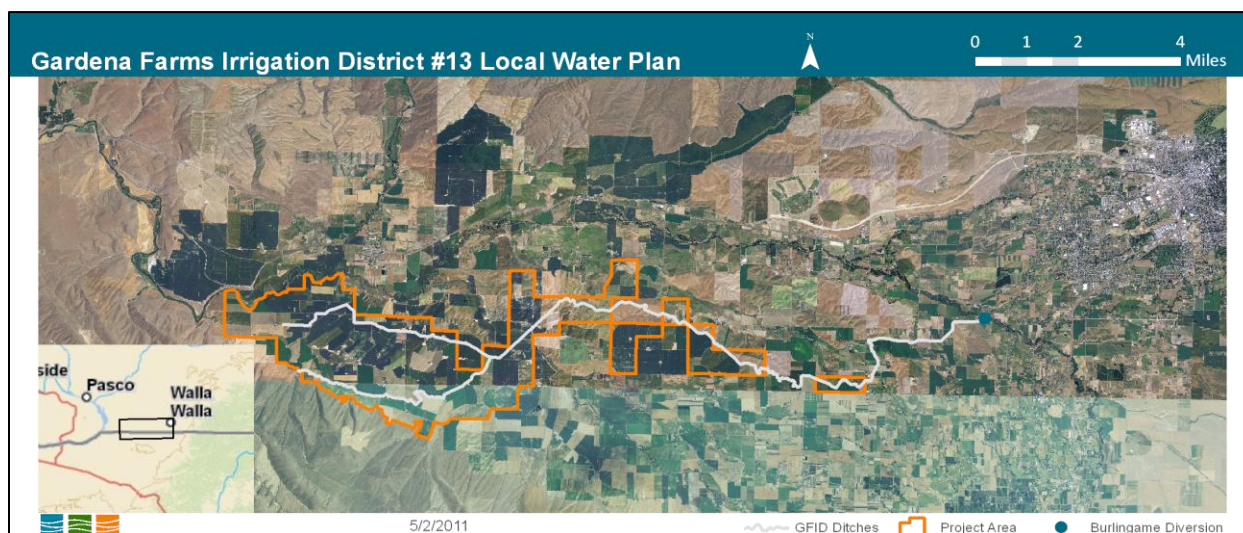 Gardena Farms Irrigation District #13 Local Water Plan
N
0 1 2 4
Miles
side
Pasco
Walla
Walla
5/2/2011
GFID Ditches
Project Area
Burlingame Diversion